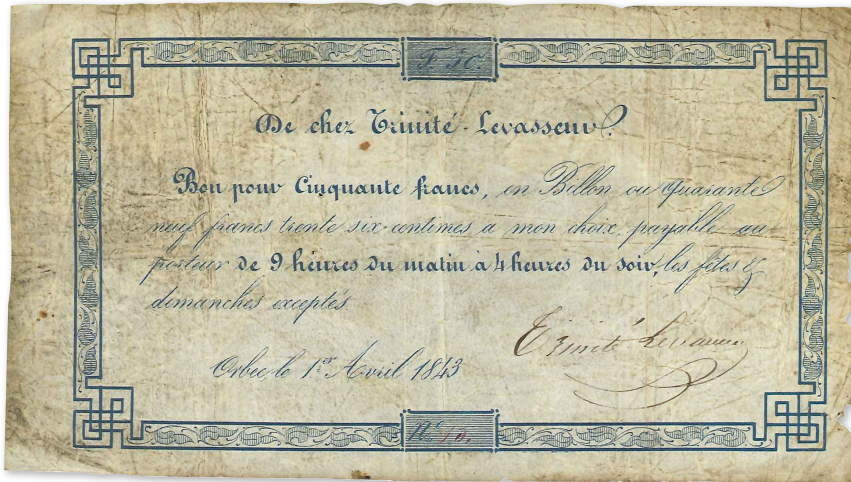 F. 50
De chez Trinité-Levasseur.
Bon pour Cinquante francs, en Billon ou quarante
neuf francs trente six centimes a mon choix, payable au
porteur de 9 heures du matin à 4 heures du soir, les fêtes &
dimanches exceptés.
Trinité Levasseur
Orbec le 1er Avril 1843
No 10.